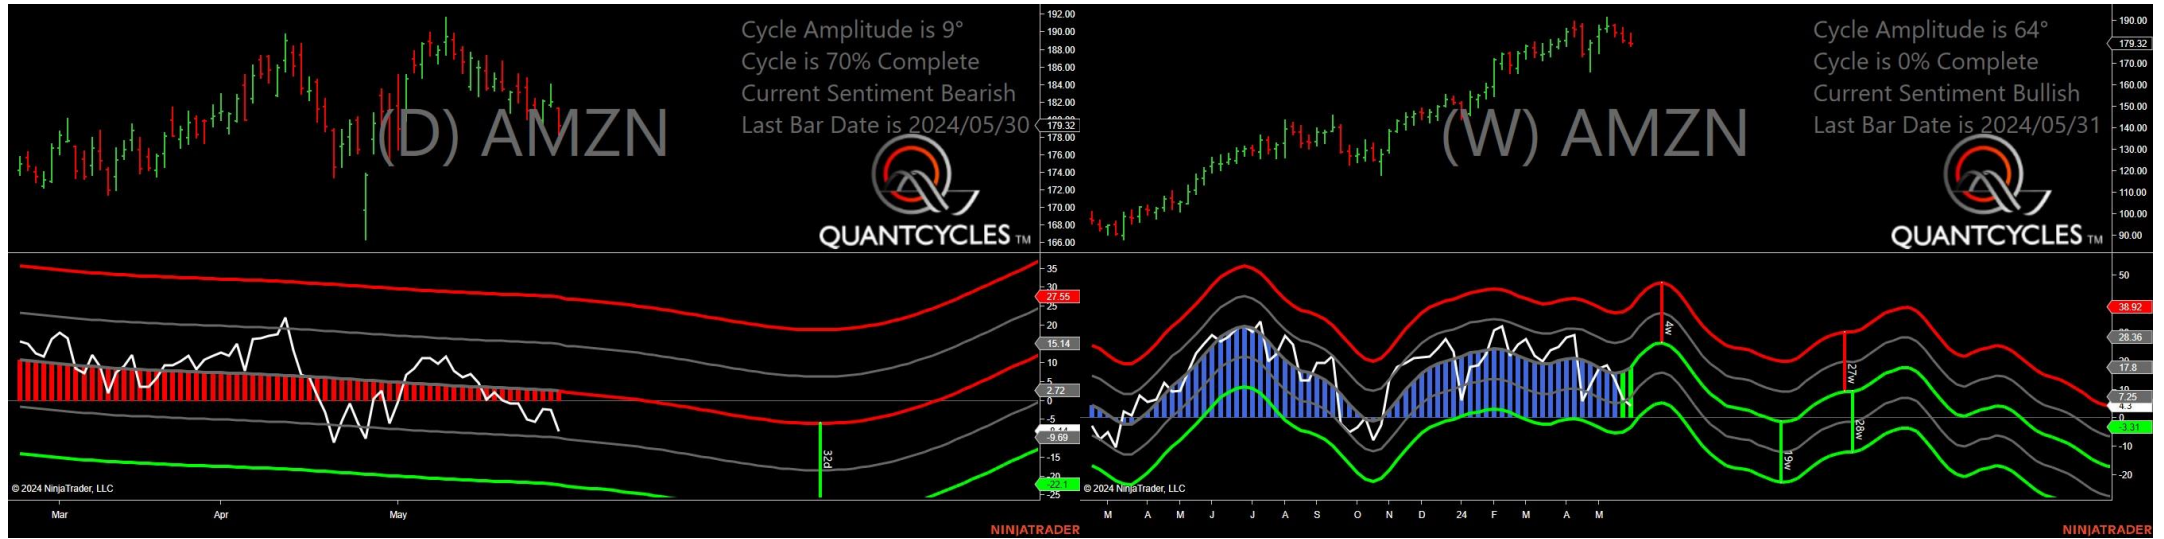 Cycle Amplitude is 9°
Cycle is 70% Complete
Current Sentiment Bearish
Last Bar Date is 2024/05/30
(D) AMZN
QUANTCYCLES TM
192.00
190.00
188.00
186.00
184.00
182.00
179.32
178.00
176.00
174.00
172.00
170.00
168.00
166.00
35
30
27.55
25
20
15.14
10
5
2.72
0
-5
-9.69
-15
-22.1
-25
32d
© 2024 NinjaTrader, LLC
Mar Apr May
NINJATRADER
Cycle Amplitude is 64°
Cycle is 0% Complete
Current Sentiment Bullish
Last Bar Date is 2024/05/31
(W) AMZN
QUANTCYCLES TM
190.00
179.32
170.00
160.00
150.00
140.00
130.00
120.00
110.00
100.00
90.00
50
38.92
28.36
17.8
7.25
4.3
0
-3.31
-10
-20
4w
27w
28w
19w
© 2024 NinjaTrader, LLC
M A M J J A S O N D 24 F M A M
NINJATRADER